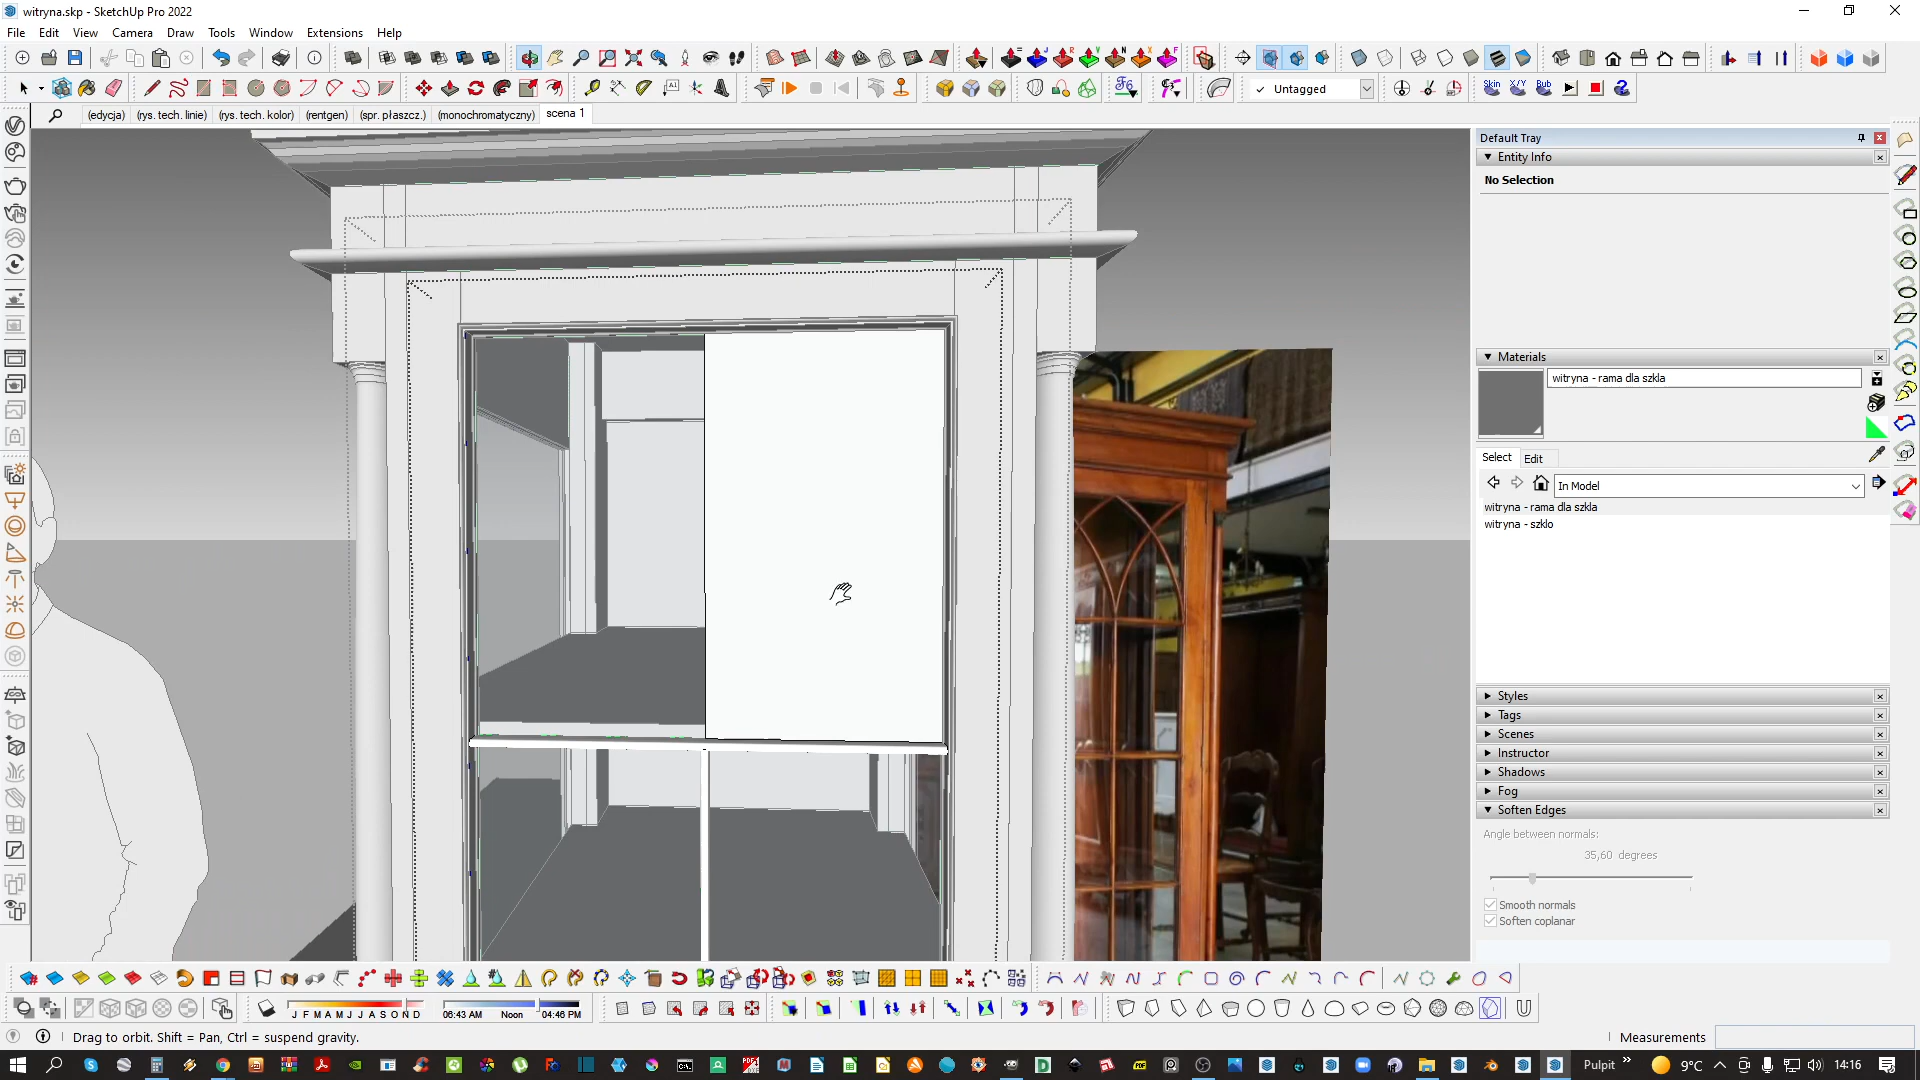 witryna.skp - SketchUp Pro 2022
File Edit View Camera Draw Tools Window Extensions Help
Untagged
Skin X/Y Bub
(edycja) (rys. tech. linie) (rys. tech. kolor) (rentgen) (spr. płaszcz.) (monochromatyczny) scena 1
Default Tray
Entity Info
No Selection
Materials
witryna - rama dla szkla
Select Edit
In Model
witryna - rama dla szkla
witryna - szklo
Styles
Tags
Scenes
Instructor
Shadows
Fog
Soften Edges
Angle between normals:
35,60 degrees
Smooth normals
Soften coplanar
J F M A M J J A S O N D
06:43 AM Noon 04:46 PM
Drag to orbit. Shift = Pan, Ctrl = suspend gravity.
Measurements
Pulpit
9°C
14:16